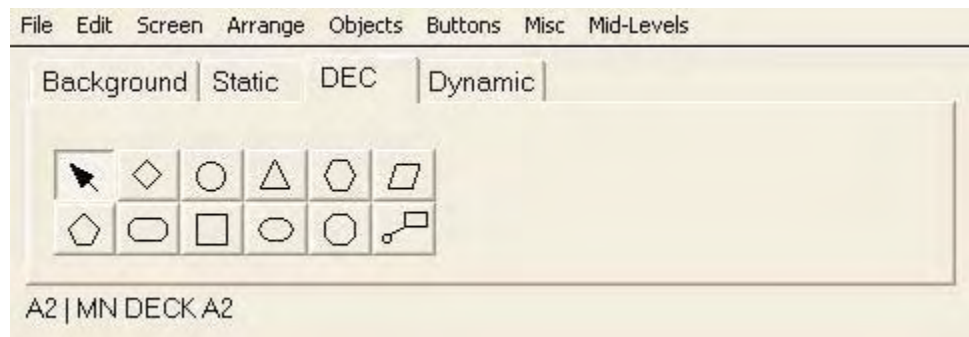 File Edit Screen Arrange Objects Buttons Misc Mid-Levels
Background Static DEC Dynamic
A2 | MN DECK A2